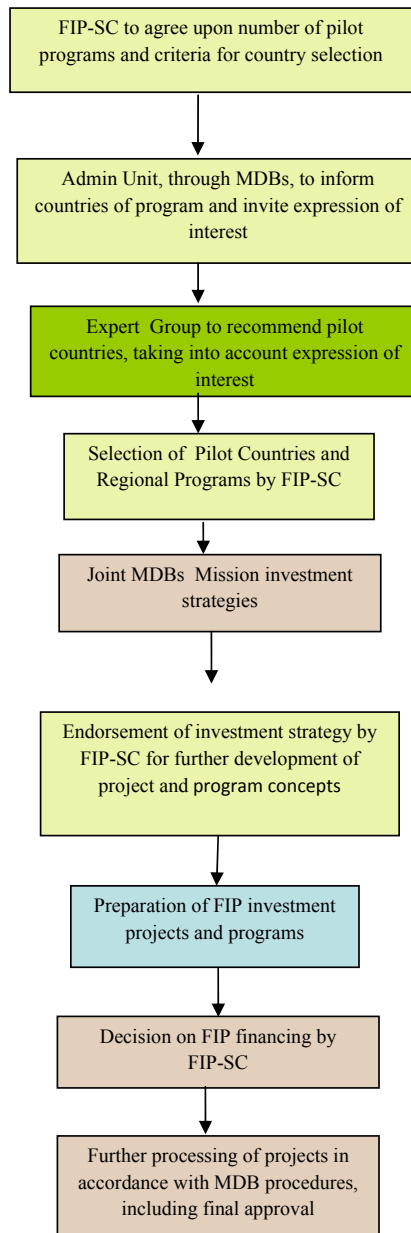 FIP-SC to agree upon number of pilot
programs and criteria for country selection
Admin Unit, through MDBs, to inform
countries of program and invite expression of
interest
Expert Group to recommend pilot
countries, taking into account expression of
interest
Selection of Pilot Countries and
Regional Programs by FIP-SC
Joint MDBs Mission investment
strategies
Endorsement of investment strategy by
FIP-SC for further development of
project and program concepts
Preparation of FIP investment
projects and programs
Decision on FIP financing by
FIP-SC
Further processing of projects in
accordance with MDB procedures,
including final approval